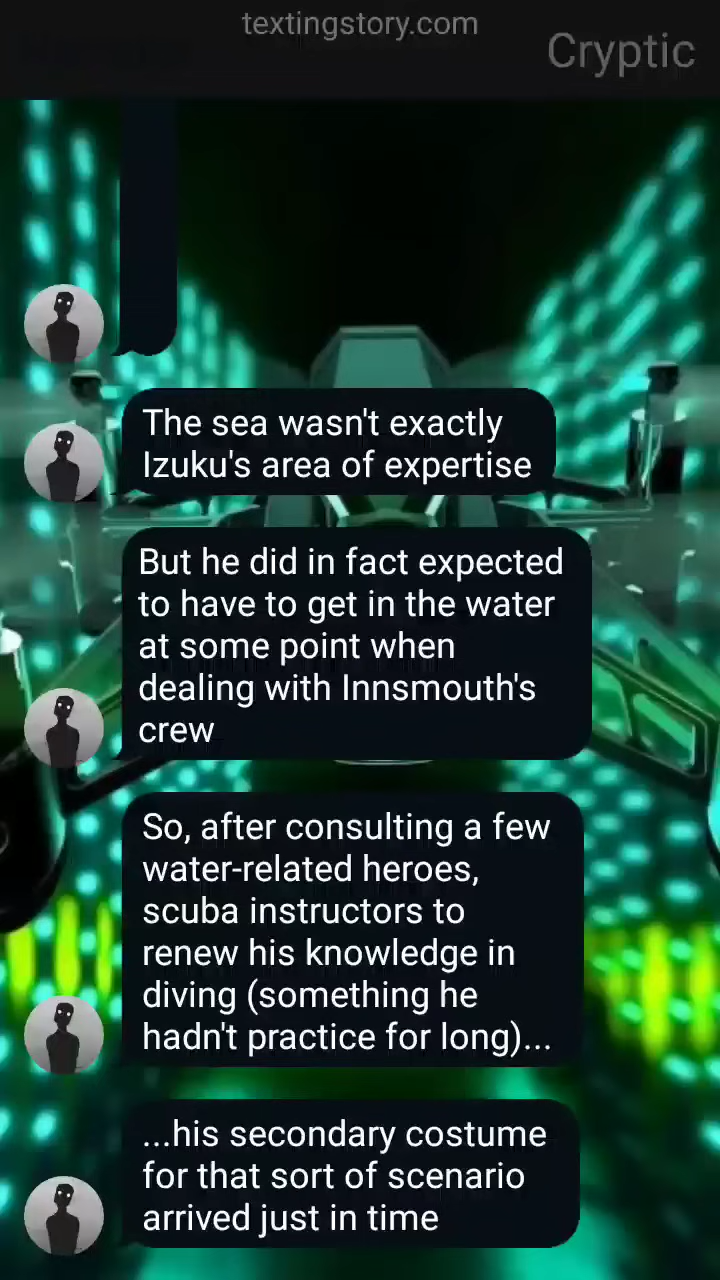 textingstory.com
Cryptic
The sea wasn't exactly
Izuku's area of expertise
But he did in fact expected
to have to get in the water
at some point when
dealing with Innsmouth's
crew
So, after consulting a few
water-related heroes,
scuba instructors to
renew his knowledge in
diving (something he
hadn't practice for long)...
...his secondary costume
for that sort of scenario
arrived just in time